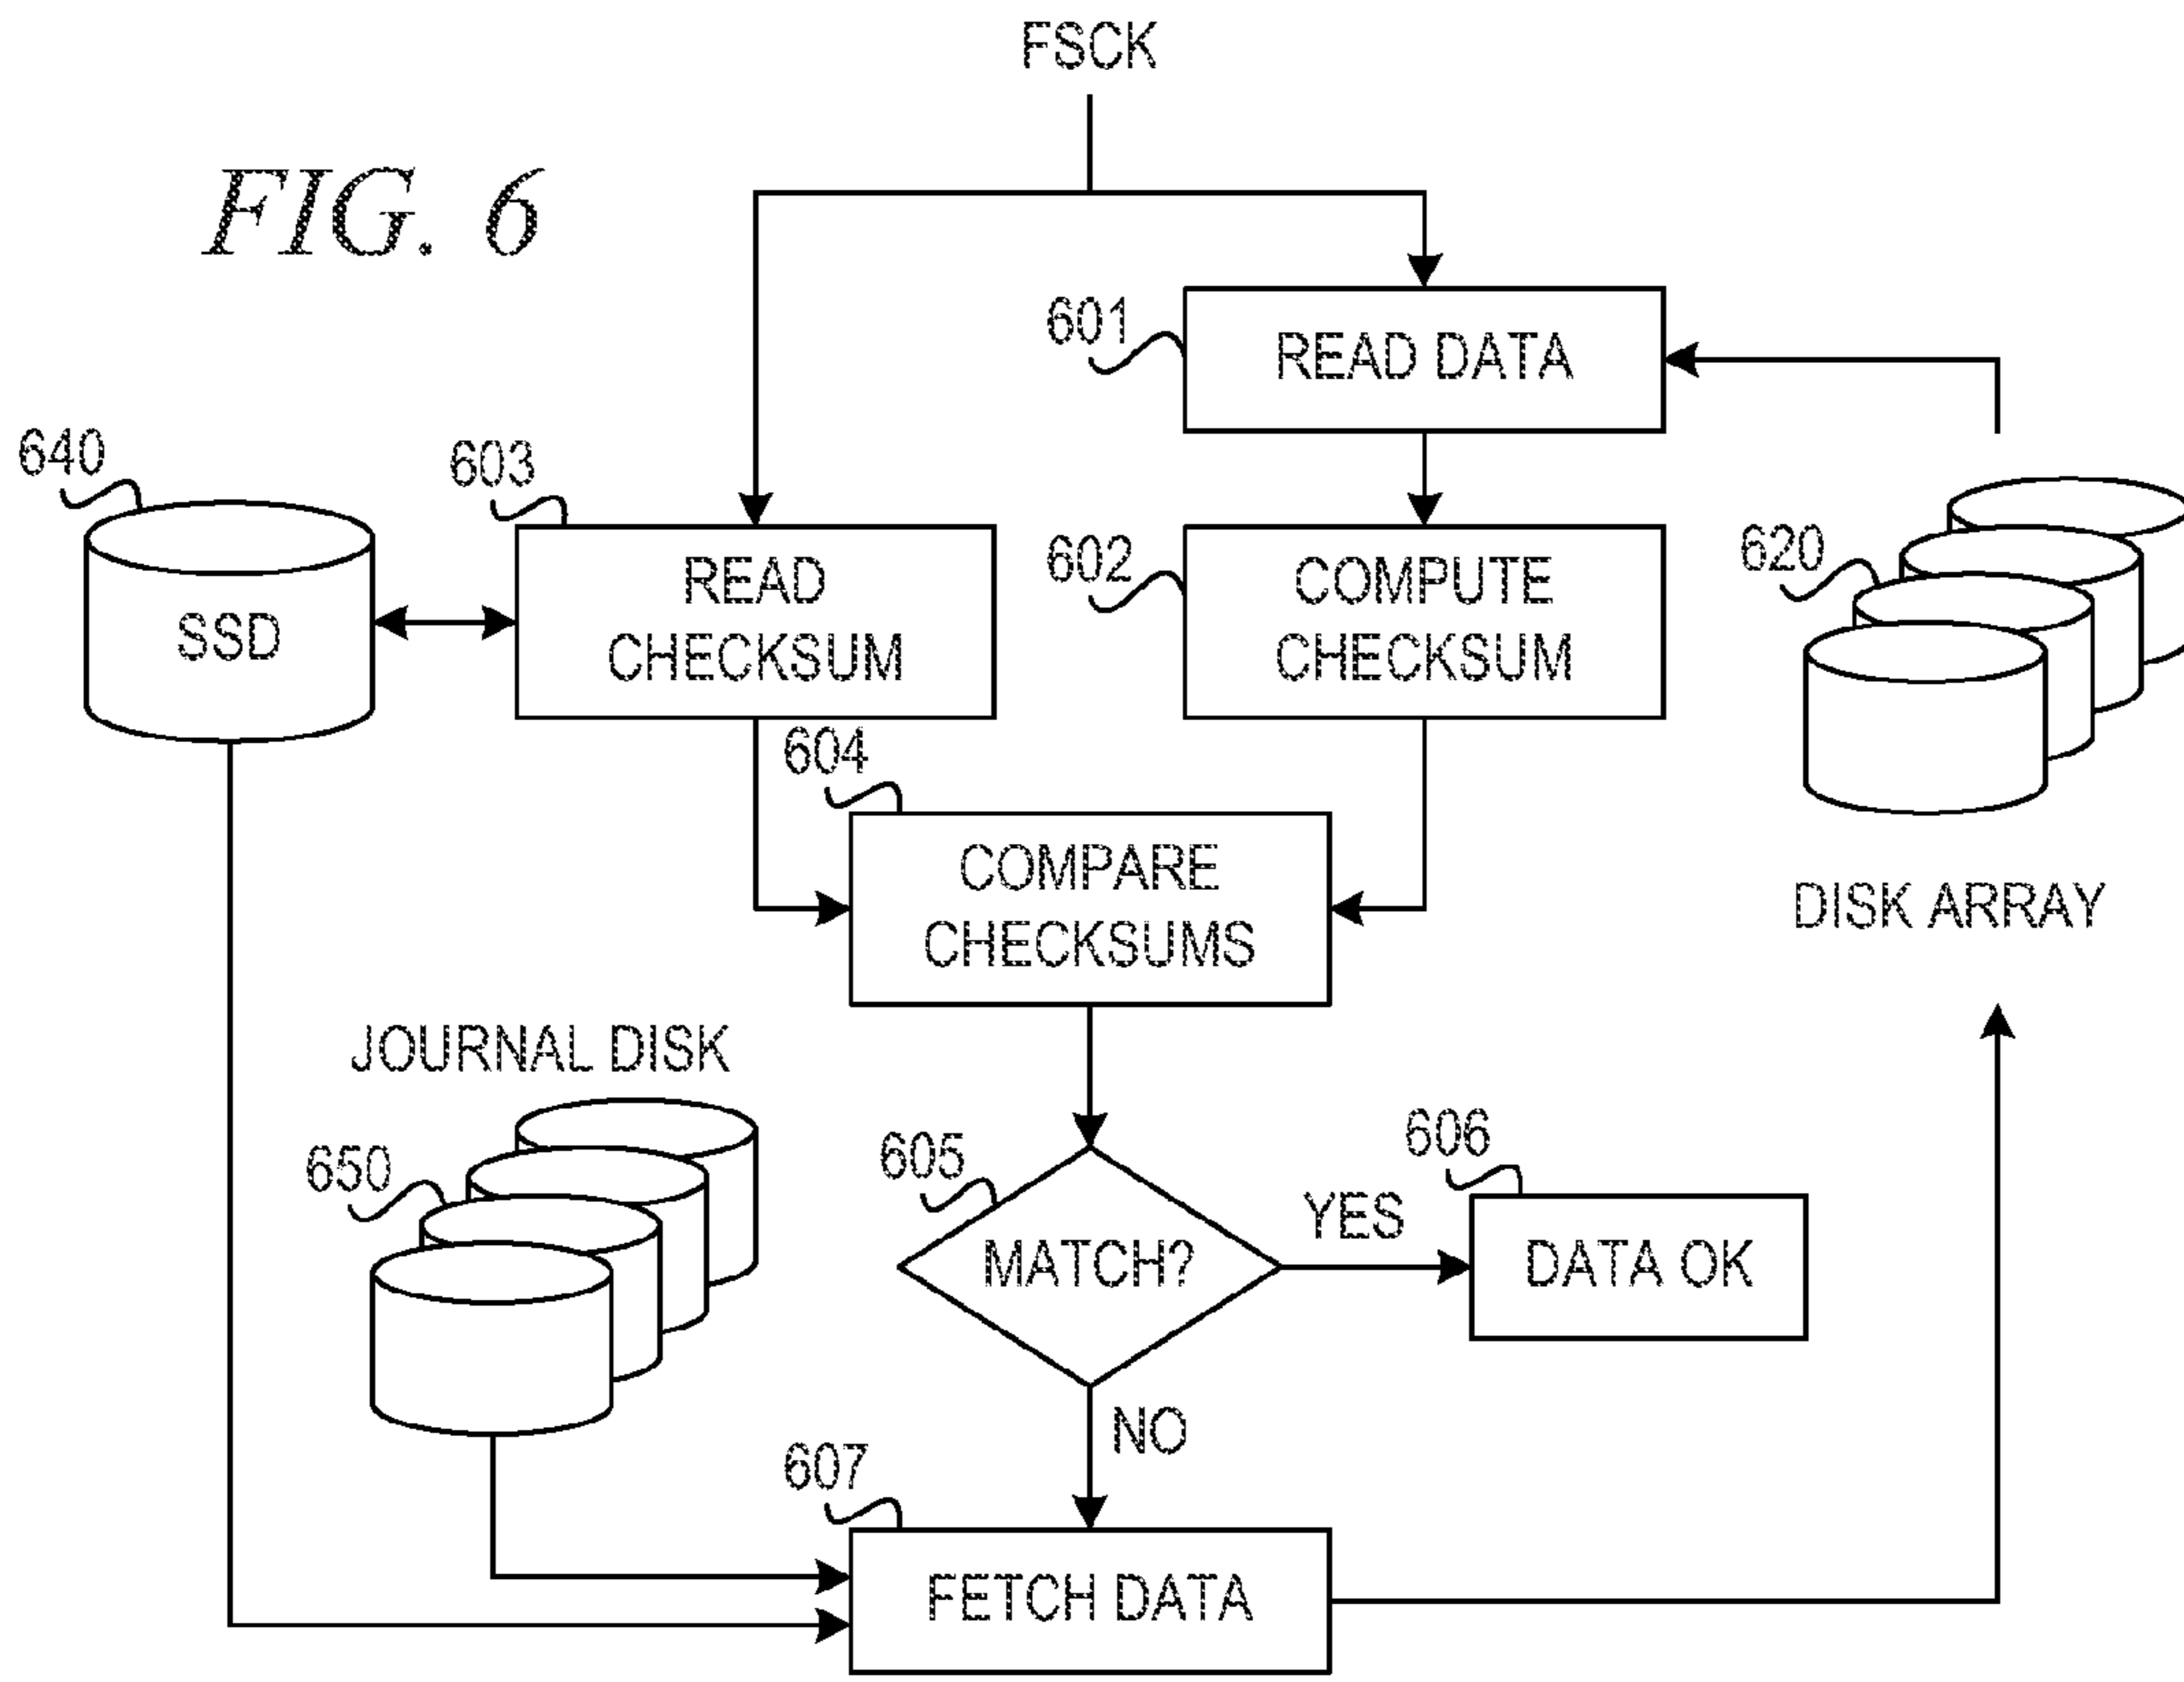 FSCK
FIG. 6
601
READ DATA
640
603
602
620
SSD
READ
CHECKSUM
COMPUTE
CHECKSUM
604
COMPARE
CHECKSUMS
DISK ARRAY
JOURNAL DISK
650
605
606
MATCH?
YES
DATA OK
NO
607
FETCH DATA